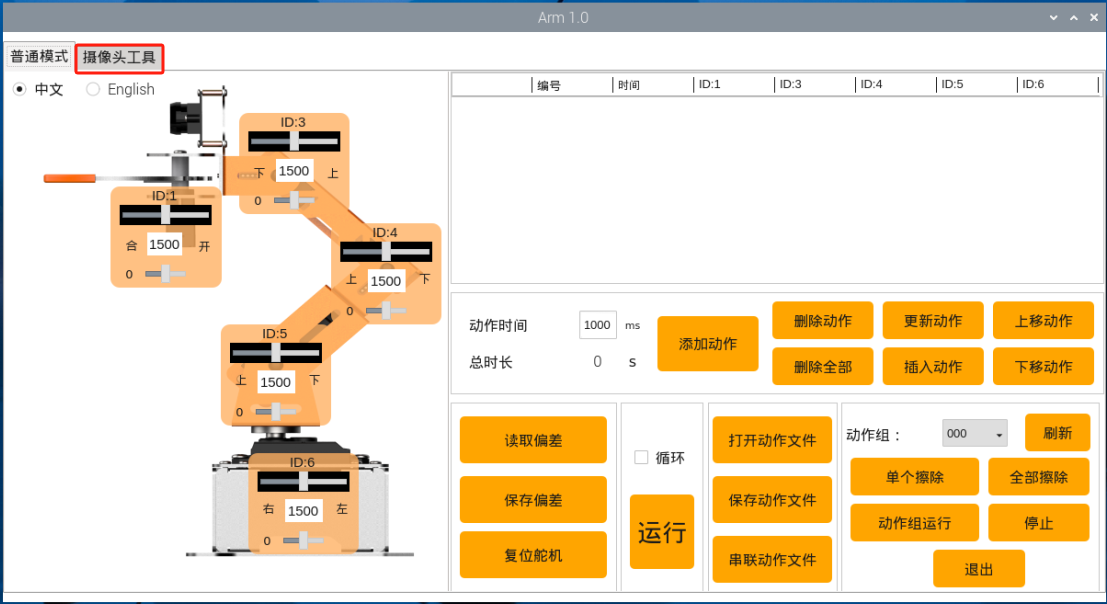 Arm 1.0
普通模式 摄像头工具
中文 English
ID:3
下 1500 上
0
ID:1
合 1500 开
0
ID:4
上 1500 下
0
ID:5
上 1500 下
0
ID:6
右 1500 左
0
编号 时间 ID:1 ID:3 ID:4 ID:5 ID:6
动作时间 1000 ms
总时长 0 s
添加动作
删除动作 更新动作 上移动作
删除全部 插入动作 下移动作
读取偏差
保存偏差
复位舵机
循环
运行
打开动作文件
保存动作文件
串联动作文件
动作组： 000 刷新
单个擦除 全部擦除
动作组运行 停止
退出